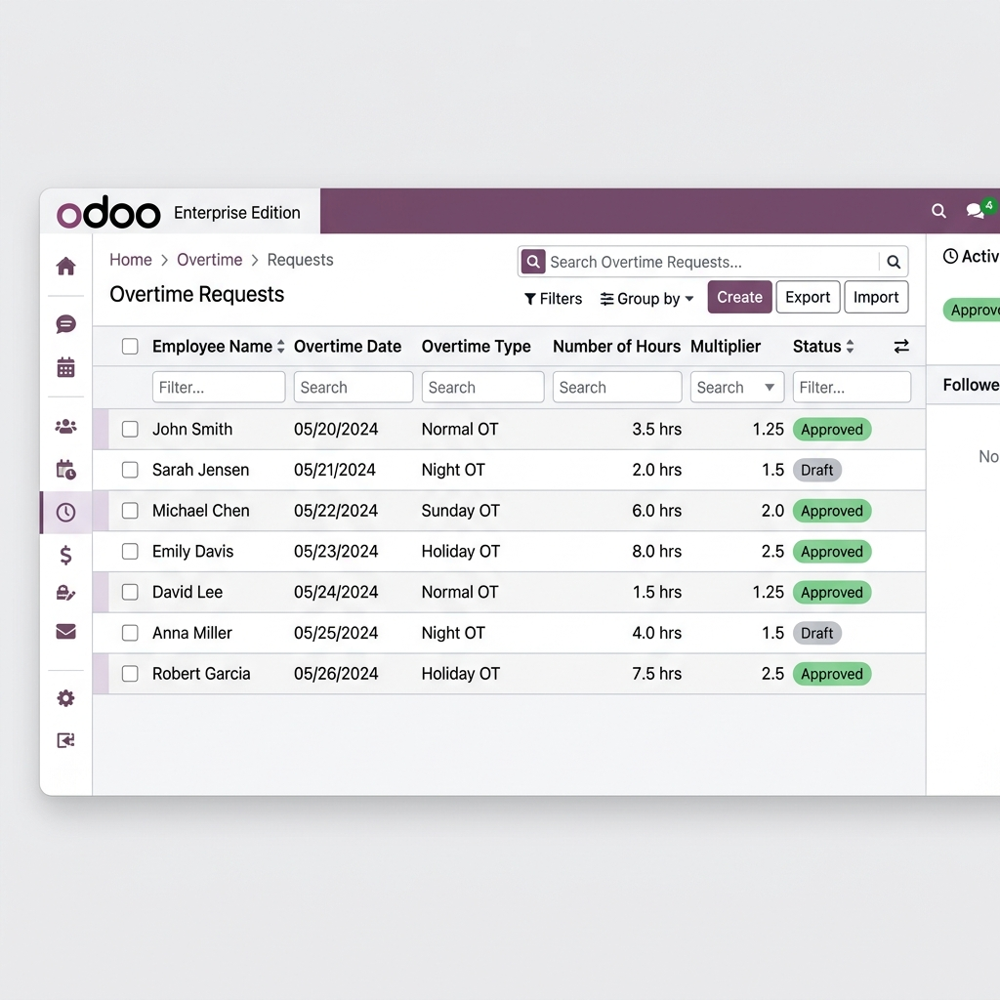 odoo Enterprise Edition
4
Home > Overtime > Requests
Search Overtime Requests...
Activ
Overtime Requests
Filters Group by Create Export Import
Approve
Employee Name Overtime Date Overtime Type Number of Hours Multiplier Status
Filter... Search Search Search Search Filter...
Followe
John Smith 05/20/2024 Normal OT 3.5 hrs 1.25 Approved
Sarah Jensen 05/21/2024 Night OT 2.0 hrs 1.5 Draft
No
Michael Chen 05/22/2024 Sunday OT 6.0 hrs 2.0 Approved
Emily Davis 05/23/2024 Holiday OT 8.0 hrs 2.5 Approved
David Lee 05/24/2024 Normal OT 1.5 hrs 1.25 Approved
Anna Miller 05/25/2024 Night OT 4.0 hrs 1.5 Draft
Robert Garcia 05/26/2024 Holiday OT 7.5 hrs 2.5 Approved